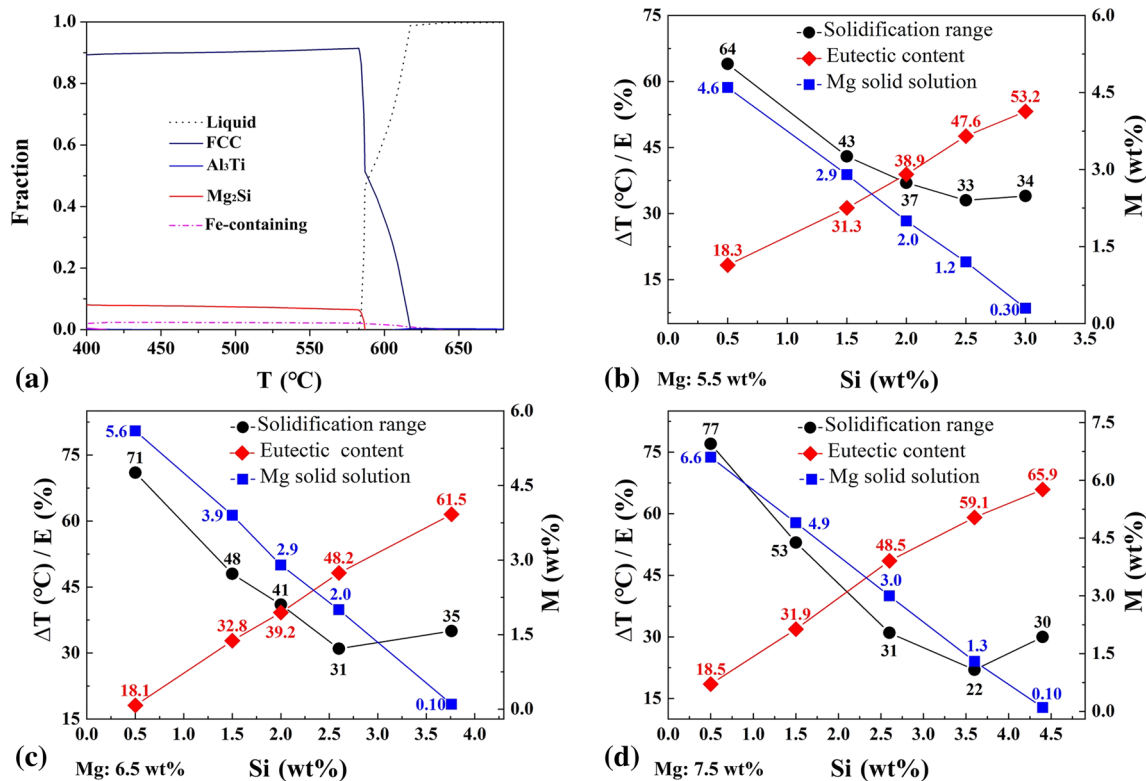 1.0
0.8
0.6
0.4
0.2
0.0
Fraction
Liquid
FCC
Al₃Ti
Mg₂Si
Fe-containing
400 450 500 550 600 650
T (℃)
(a)
75
60
45
30
15
ΔT (℃) / E (%)
6.0
4.5
3.0
1.5
0.0
M (wt%)
Solidification range
Eutectic content
Mg solid solution
64 43 37 33 34
18.3 31.3 38.9 47.6 53.2
4.6 2.9 2.0 1.2 0.30
0.0 0.5 1.0 1.5 2.0 2.5 3.0 3.5
(b) Mg: 5.5 wt% Si (wt%)
75
60
45
30
15
ΔT (℃) / E (%)
6.0
4.5
3.0
1.5
0.0
M (wt%)
Solidification range
Eutectic content
Mg solid solution
71 48 41 31 35
18.1 32.8 39.2 48.2 61.5
5.6 3.9 2.9 2.0 0.10
0.0 0.5 1.0 1.5 2.0 2.5 3.0 3.5 4.0
(c) Mg: 6.5 wt% Si (wt%)
75
60
45
30
15
ΔT (℃) / E (%)
7.5
6.0
4.5
3.0
1.5
0.0
M (wt%)
Solidification range
Eutectic content
Mg solid solution
77 53 31 22 30
18.5 31.9 48.5 59.1 65.9
6.6 4.9 3.0 1.3 0.10
0.0 0.5 1.0 1.5 2.0 2.5 3.0 3.5 4.0 4.5
(d) Mg: 7.5 wt% Si (wt%)